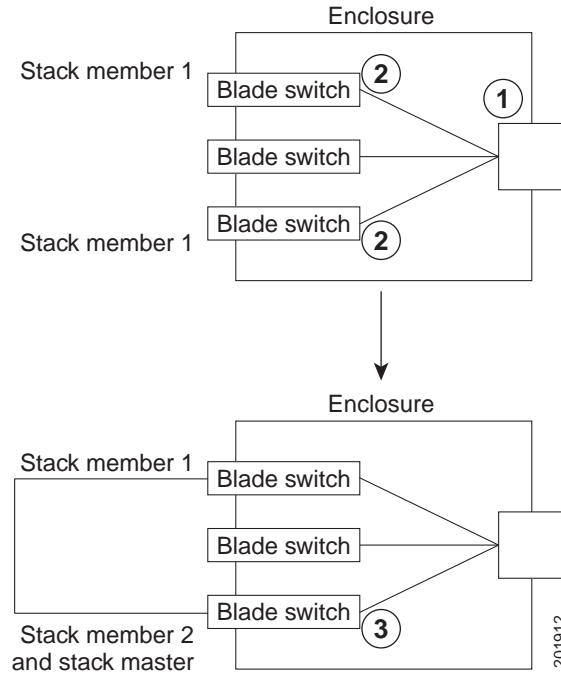 Enclosure
Stack member 1
2
1
Blade switch
Blade switch
Blade switch
Stack member 1
2
Enclosure
Stack member 1
Blade switch
Blade switch
Blade switch
3
Stack member 2
and stack master
201912